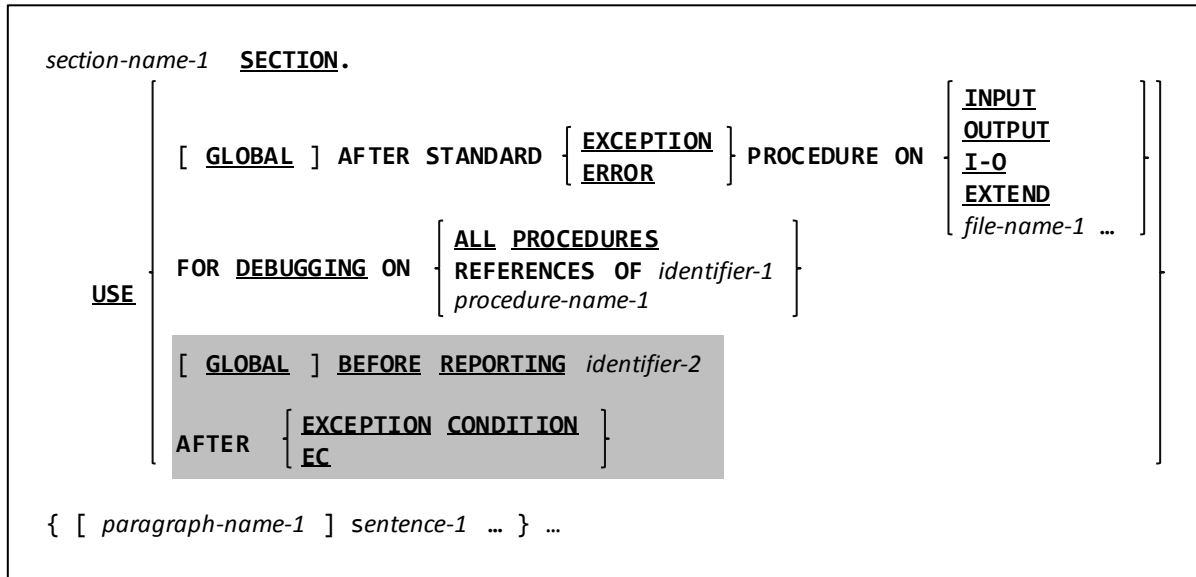 section-name-1 SECTION.
INPUT
OUTPUT
[ GLOBAL ] AFTER STANDARD EXCEPTION PROCEDURE ON I-O
ERROR
EXTEND
file-name-1 …
ALL PROCEDURES
USE FOR DEBUGGING ON REFERENCES OF identifier-1
procedure-name-1
[ GLOBAL ] BEFORE REPORTING identifier-2
AFTER EXCEPTION CONDITION
EC
{ [ paragraph-name-1 ] sentence-1 … } …